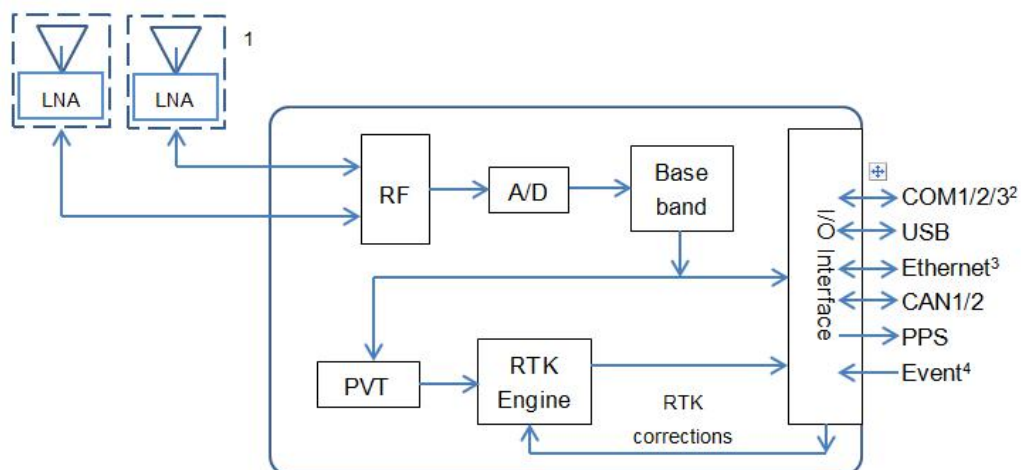 1
LNA
LNA
RF
A/D
Base
band
I/O Interface
COM1/2/3²
USB
Ethernet³
CAN1/2
PPS
Event⁴
PVT
RTK
Engine
RTK
corrections